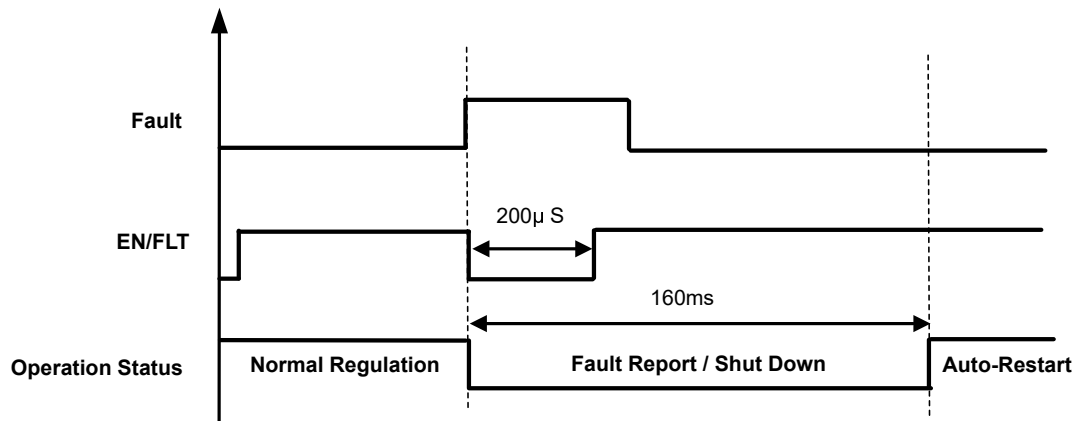 Fault
200µ S
EN/FLT
160ms
Operation Status
Normal Regulation
Fault Report / Shut Down
Auto-Restart